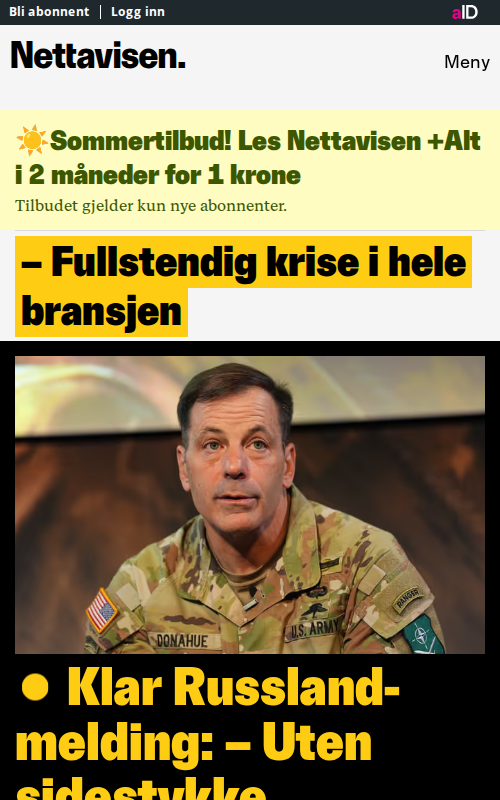 Bli abonnent
Logg inn
aID
Nettavisen.
Meny
Sommertilbud! Les Nettavisen +Alt
i 2 måneder for 1 krone
Tilbudet gjelder kun nye abonnenter.
– Fullstendig krise i hele
bransjen
DONAHUE
U.S. ARMY
RANGER
Klar Russland-
melding: – Uten
sidestykke